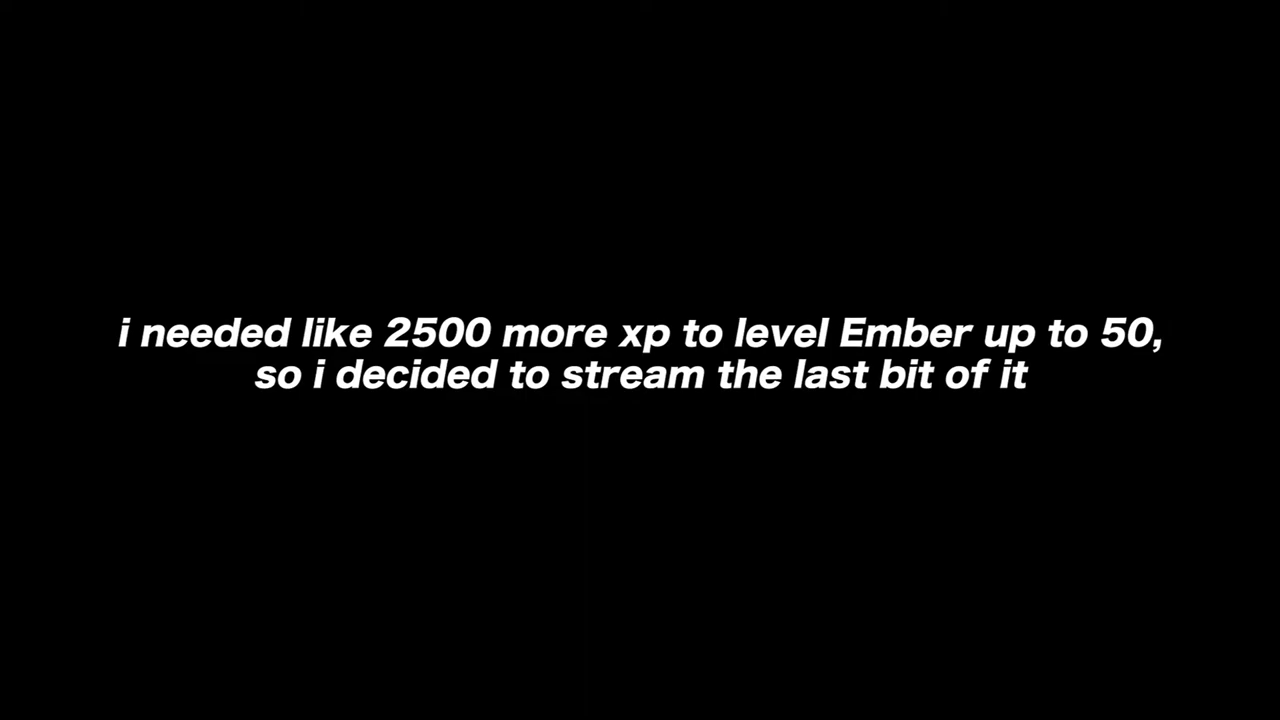 i needed like 2500 more xp to level Ember up to 50,
so i decided to stream the last bit of it